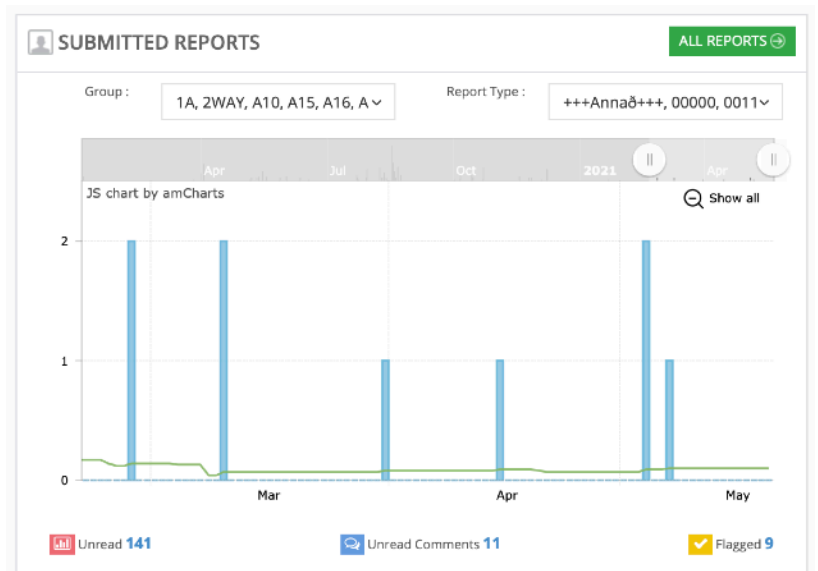 SUBMITTED REPORTS
ALL REPORTS
Group :
1A, 2WAY, A10, A15, A16, A
Report Type :
+++Annað+++, 00000, 0011
Apr Jul Oct 2021 Apr
JS chart by amCharts
Show all
2
1
0
Mar Apr May
Unread 141
Unread Comments 11
Flagged 9